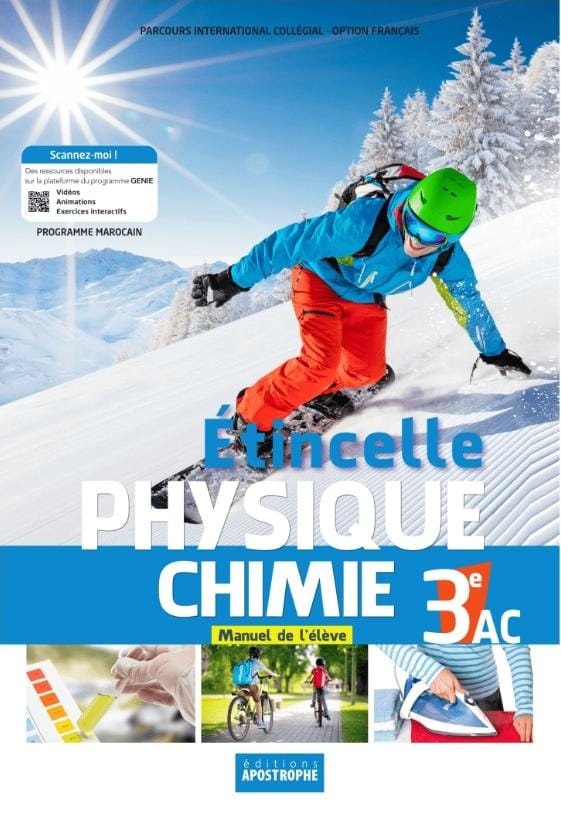 PARCOURS INTERNATIONAL COLLÉGIAL - OPTION FRANÇAIS
Scannez-moi !
Des ressources disponibles
sur la plateforme du programme GENIE
Vidéos
Animations
Exercices interactifs
PROGRAMME MAROCAIN
Étincelle
PHYSIQUE
CHIMIE
3e AC
Manuel de l'élève
éditions
APOSTROPHE